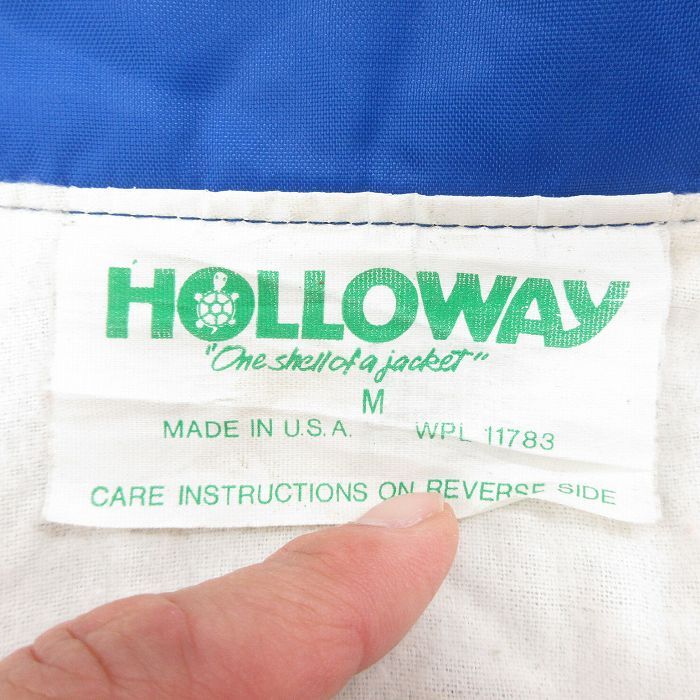 HOLLOWAY
"One shell of a jacket"
M
MADE IN U.S.A. WPL 11783
CARE INSTRUCTIONS ON REVERSE SIDE